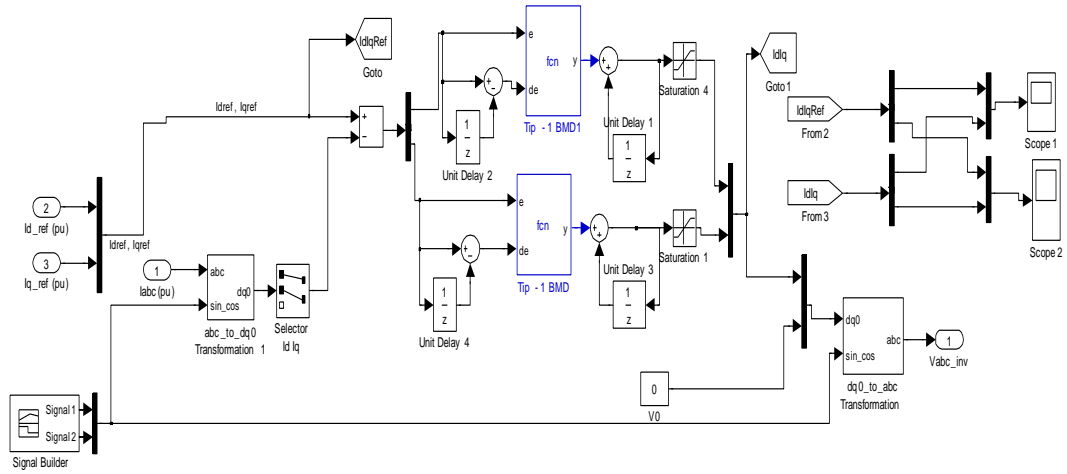 IdIqRef
Goto
Idref, Iqref
+
−
2
Id_ref (pu)
3
Iq_ref (pu)
Idref, Iqref
1
Iabc (pu)
abc
sin_cos
dq0
abc_to_dq0
Transformation 1
Selector
Id Iq
Signal 1
Signal 2
Signal Builder
+
−
1
z
Unit Delay 2
e
de
fcn
y
Tip - 1 BMD1
+
+
Unit Delay 1
1
z
Saturation 4
+
−
1
z
Unit Delay 4
e
de
fcn
y
Tip - 1 BMD
+
+
Unit Delay 3
1
z
Saturation 1
IdIq
Goto 1
0
V0
dq0
sin_cos
abc
dq0_to_abc
Transformation
1
Vabc_inv
IdIqRef
From 2
IdIq
From 3
Scope 1
Scope 2